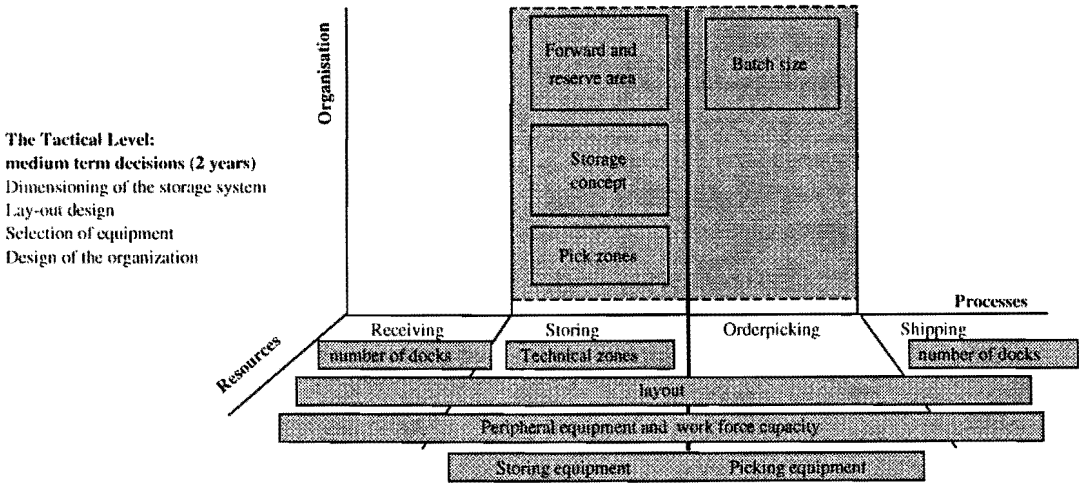 Organisation
Forward and
reserve area
Batch size
Storage
concept
Pick zones
The Tactical Level:
medium term decisions (2 years)
Dimensioning of the storage system
Lay-out design
Selection of equipment
Design of the organization
Processes
Receiving
Storing
Orderpicking
Shipping
Resources
number of docks
Technical zones
number of docks
layout
Peripheral equipment and work force capacity
Storing equipment
Picking equipment